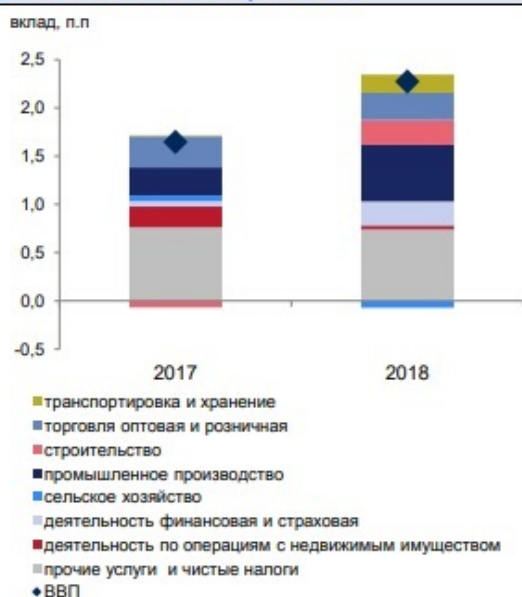 вклад, п.п
2,5
2,0
1,5
1,0
0,5
0,0
-0,5
2017 2018
транспортировка и хранение
торговля оптовая и розничная
строительство
промышленное производство
сельское хозяйство
деятельность финансовая и страховая
деятельность по операциям с недвижимым имуществом
прочие услуги и чистые налоги
ВВП